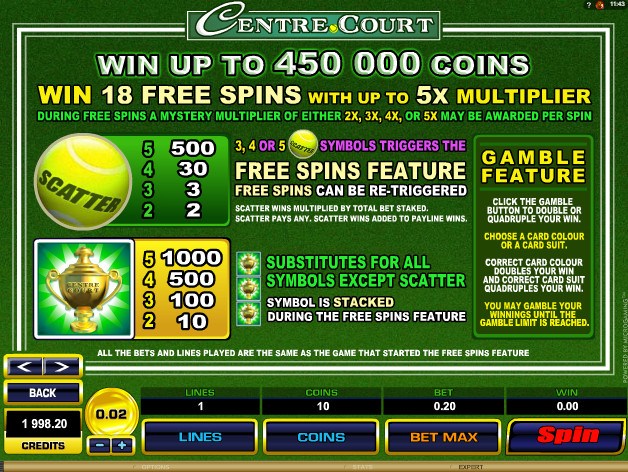 11:43
CENTRE COURT
WIN UP TO 450 000 COINS
WIN 18 FREE SPINS WITH UP TO 5X MULTIPLIER
DURING FREE SPINS A MYSTERY MULTIPLIER OF EITHER 2X, 3X, 4X, OR 5X MAY BE AWARDED PER SPIN
SCATTER
5 500
4 30
3 3
2 2
3, 4 OR 5 SYMBOLS TRIGGERS THE
FREE SPINS FEATURE
FREE SPINS CAN BE RE-TRIGGERED
SCATTER WINS MULTIPLIED BY TOTAL BET STAKED.
SCATTER PAYS ANY. SCATTER WINS ADDED TO PAYLINE WINS.
GAMBLE
FEATURE
CLICK THE GAMBLE
BUTTON TO DOUBLE OR
QUADRUPLE YOUR WIN.
CHOOSE A CARD COLOUR
OR A CARD SUIT.
CORRECT CARD COLOUR
DOUBLES YOUR WIN
AND CORRECT CARD SUIT
QUADRUPLES YOUR WIN.
YOU MAY GAMBLE YOUR
WINNINGS UNTIL THE
GAMBLE LIMIT IS REACHED.
CENTRE
COURT
5 1000
4 500
3 100
2 10
SUBSTITUTES FOR ALL
SYMBOLS EXCEPT SCATTER
SYMBOL IS STACKED
DURING THE FREE SPINS FEATURE
ALL THE BETS AND LINES PLAYED ARE THE SAME AS THE GAME THAT STARTED THE FREE SPINS FEATURE
POWERED BY MICROGAMING™
< >
BACK
1 998.20
CREDITS
0.02
− +
LINES
1
COINS
10
BET
0.20
WIN
0.00
LINES
COINS
BET MAX
Spin
OPTIONS
STATS
EXPERT